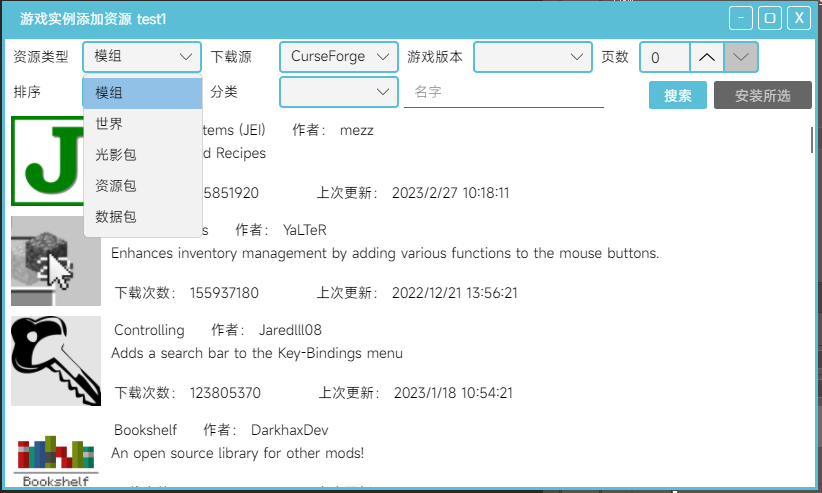 游戏实例添加资源 test1
资源类型 模组 下载源 CurseForge 游戏版本 页数 0
排序 分类 名字 搜索 安装所选
模组
世界
光影包
资源包
数据包
tems (JEI) 作者： mezz
d Recipes
5851920 上次更新： 2023/2/27 10:18:11
s 作者： YaLTeR
Enhances inventory management by adding various functions to the mouse buttons.
下载次数： 155937180 上次更新： 2022/12/21 13:56:21
Controlling 作者： Jaredlll08
Adds a search bar to the Key-Bindings menu
下载次数： 123805370 上次更新： 2023/1/18 10:54:21
Bookshelf 作者： DarkhaxDev
An open source library for other mods!
Bookshelf